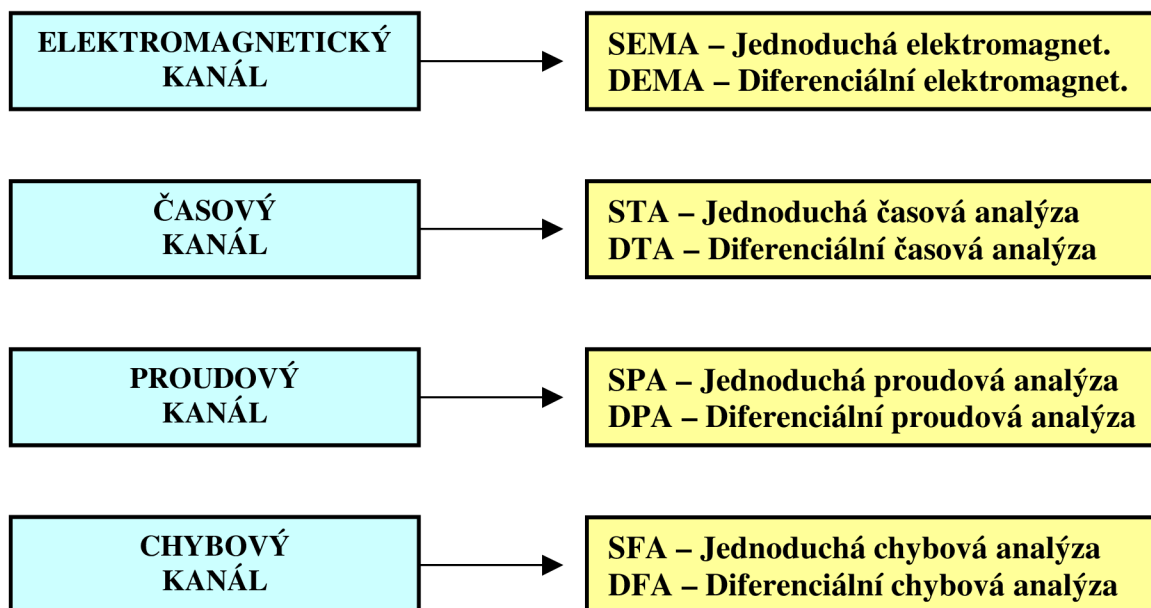 ELEKTROMAGNETICKÝ
KANÁL
SEMA – Jednoduchá elektromagnet.
DEMA – Diferenciální elektromagnet.
ČASOVÝ
KANÁL
STA – Jednoduchá časová analýza
DTA – Diferenciální časová analýza
PROUDOVÝ
KANÁL
SPA – Jednoduchá proudová analýza
DPA – Diferenciální proudová analýza
CHYBOVÝ
KANÁL
SFA – Jednoduchá chybová analýza
DFA – Diferenciální chybová analýza